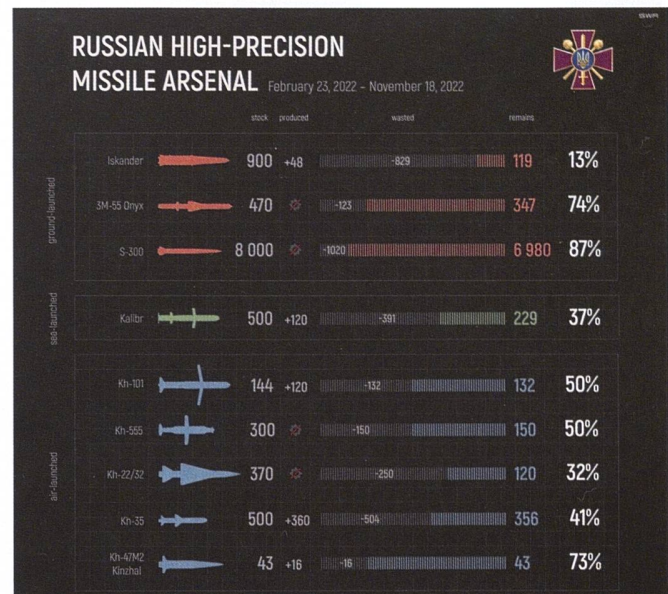 RUSSIAN HIGH-PRECISION
MISSILE ARSENAL February 23, 2022 – November 18, 2022
stock produced wasted remains
ground-launched
Iskander 900 +48 -829 119 13%
3M-55 Onyx 470 -123 347 74%
S-300 8 000 -1020 6 980 87%
sea-launched
Kalibr 500 +120 -391 229 37%
air-launched
Kh-101 144 +120 -132 132 50%
Kh-555 300 -150 150 50%
Kh-22/32 370 -250 120 32%
Kh-35 500 +360 -504 356 41%
Kh-47M2
Kinzhal 43 +16 -16 43 73%